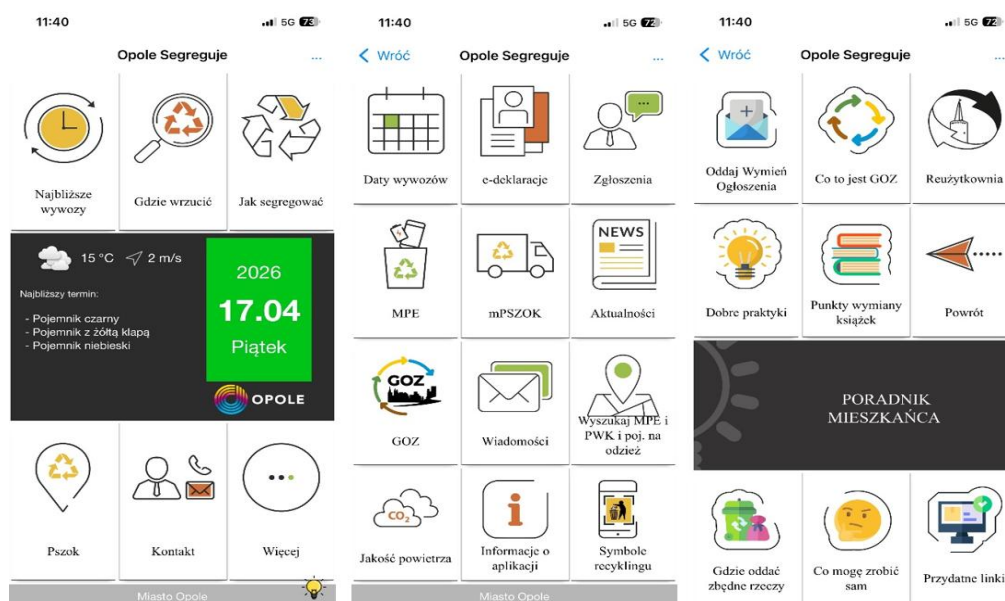 11:40
5G 73
Opole Segreguje
...
Najbliższe
wywozy
Gdzie wrzucić
Jak segregować
15 °C
2 m/s
Najbliższy termin:
- Pojemnik czarny
- Pojemnik z żółtą klapą
- Pojemnik niebieski
2026
17.04
Piątek
OPOLE
Pszok
Kontakt
Więcej
Miasto Opole
11:40
5G 72
Wróć
Opole Segreguje
...
Daty wywozów
e-deklaracje
Zgłoszenia
MPE
mPSZOK
NEWS
Aktualności
GOZ
GOZ
Wiadomości
Wyszukaj MPE i
PWK i poj. na
odzież
CO2
Jakość powietrza
Informacje o
aplikacji
Symbole
recyklingu
Miasto Opole
11:40
5G 72
Wróć
Opole Segreguje
...
Oddaj Wymień
Ogłoszenia
Co to jest GOZ
Reużytkownia
Dobre praktyki
Punkty wymiany
książek
Powrót
PORADNIK
MIESZKAŃCA
Gdzie oddać
zbędne rzeczy
Co mogę zrobić
sam
Przydatne linki